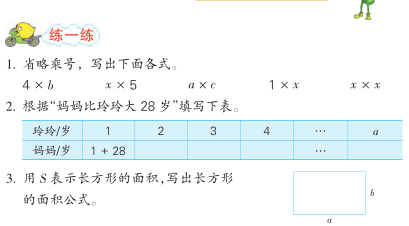 练一练
1. 省略乘号，写出下面各式。
4 × b x × 5 a × c 1 × x x × x
2. 根据“妈妈比玲玲大 28 岁”填写下表。
玲玲/岁 1 2 3 4 … a
妈妈/岁 1 + 28 …
3. 用 S 表示长方形的面积，写出长方形
的面积公式。
b
a